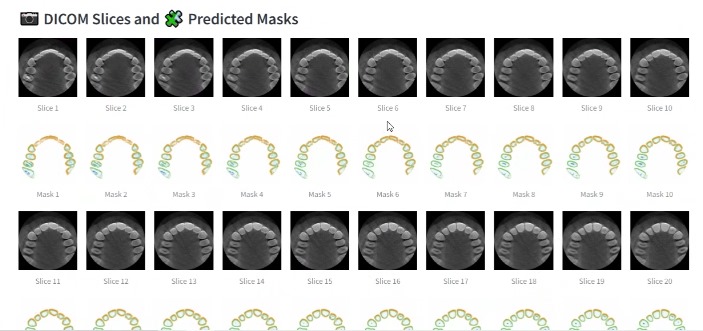 DICOM Slices and Predicted Masks
Slice 1 Slice 2 Slice 3 Slice 4 Slice 5 Slice 6 Slice 7 Slice 8 Slice 9 Slice 10
Mask 1 Mask 2 Mask 3 Mask 4 Mask 5 Mask 6 Mask 7 Mask 8 Mask 9 Mask 10
Slice 11 Slice 12 Slice 13 Slice 14 Slice 15 Slice 16 Slice 17 Slice 18 Slice 19 Slice 20